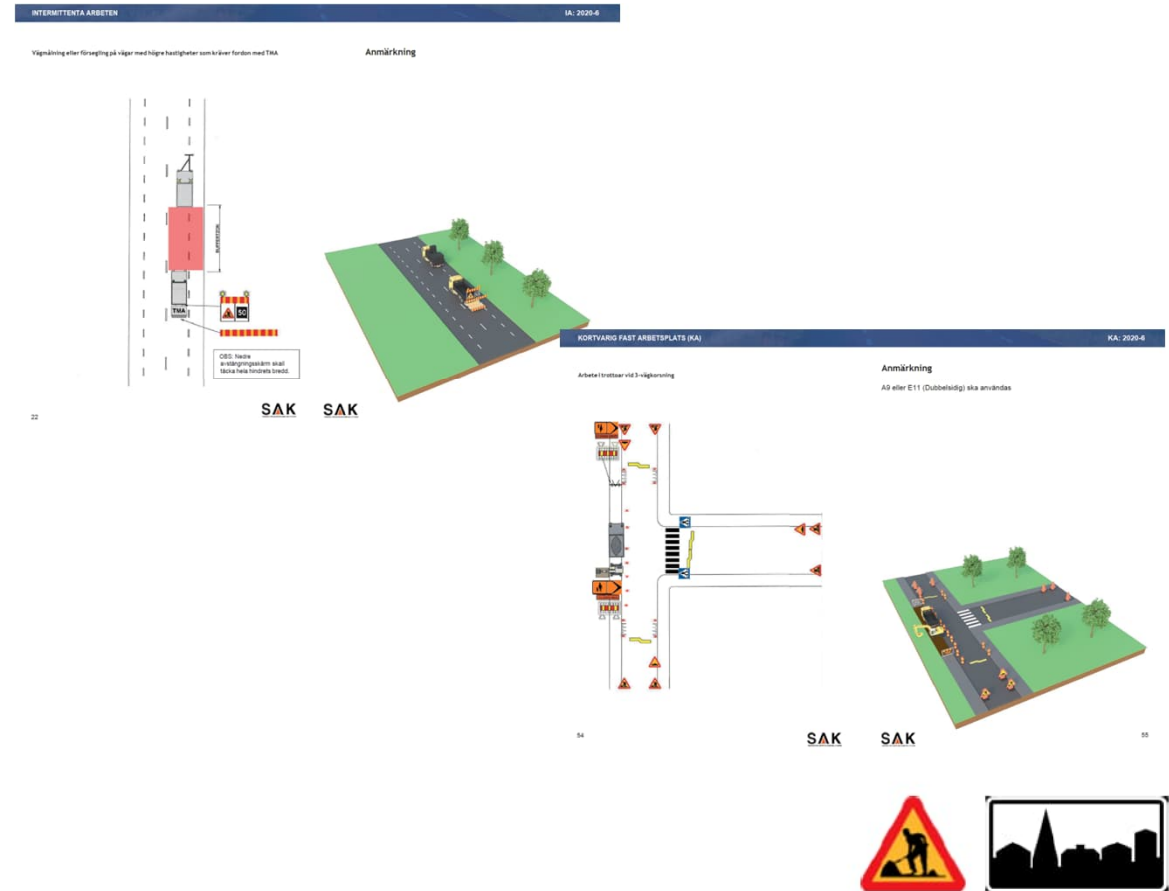 INTERMITTENTA ARBETEN
IA: 2020-6
Vägmålning eller försegling på vägar med högre hastigheter som kräver fordon med TMA
Anmärkning
BUFFERTZON
TMA
50
OBS: Nedre
avstängningsskärm skall
täcka hela hindrets bredd.
22
SAK
SAK
KORTVARIG FAST ARBETSPLATS (KA)
KA: 2020-6
Arbete i trottoar vid 3-vägkorsning
Anmärkning
A9 eller E11 (Dubbelsidig) ska användas
54
SAK
SAK
55